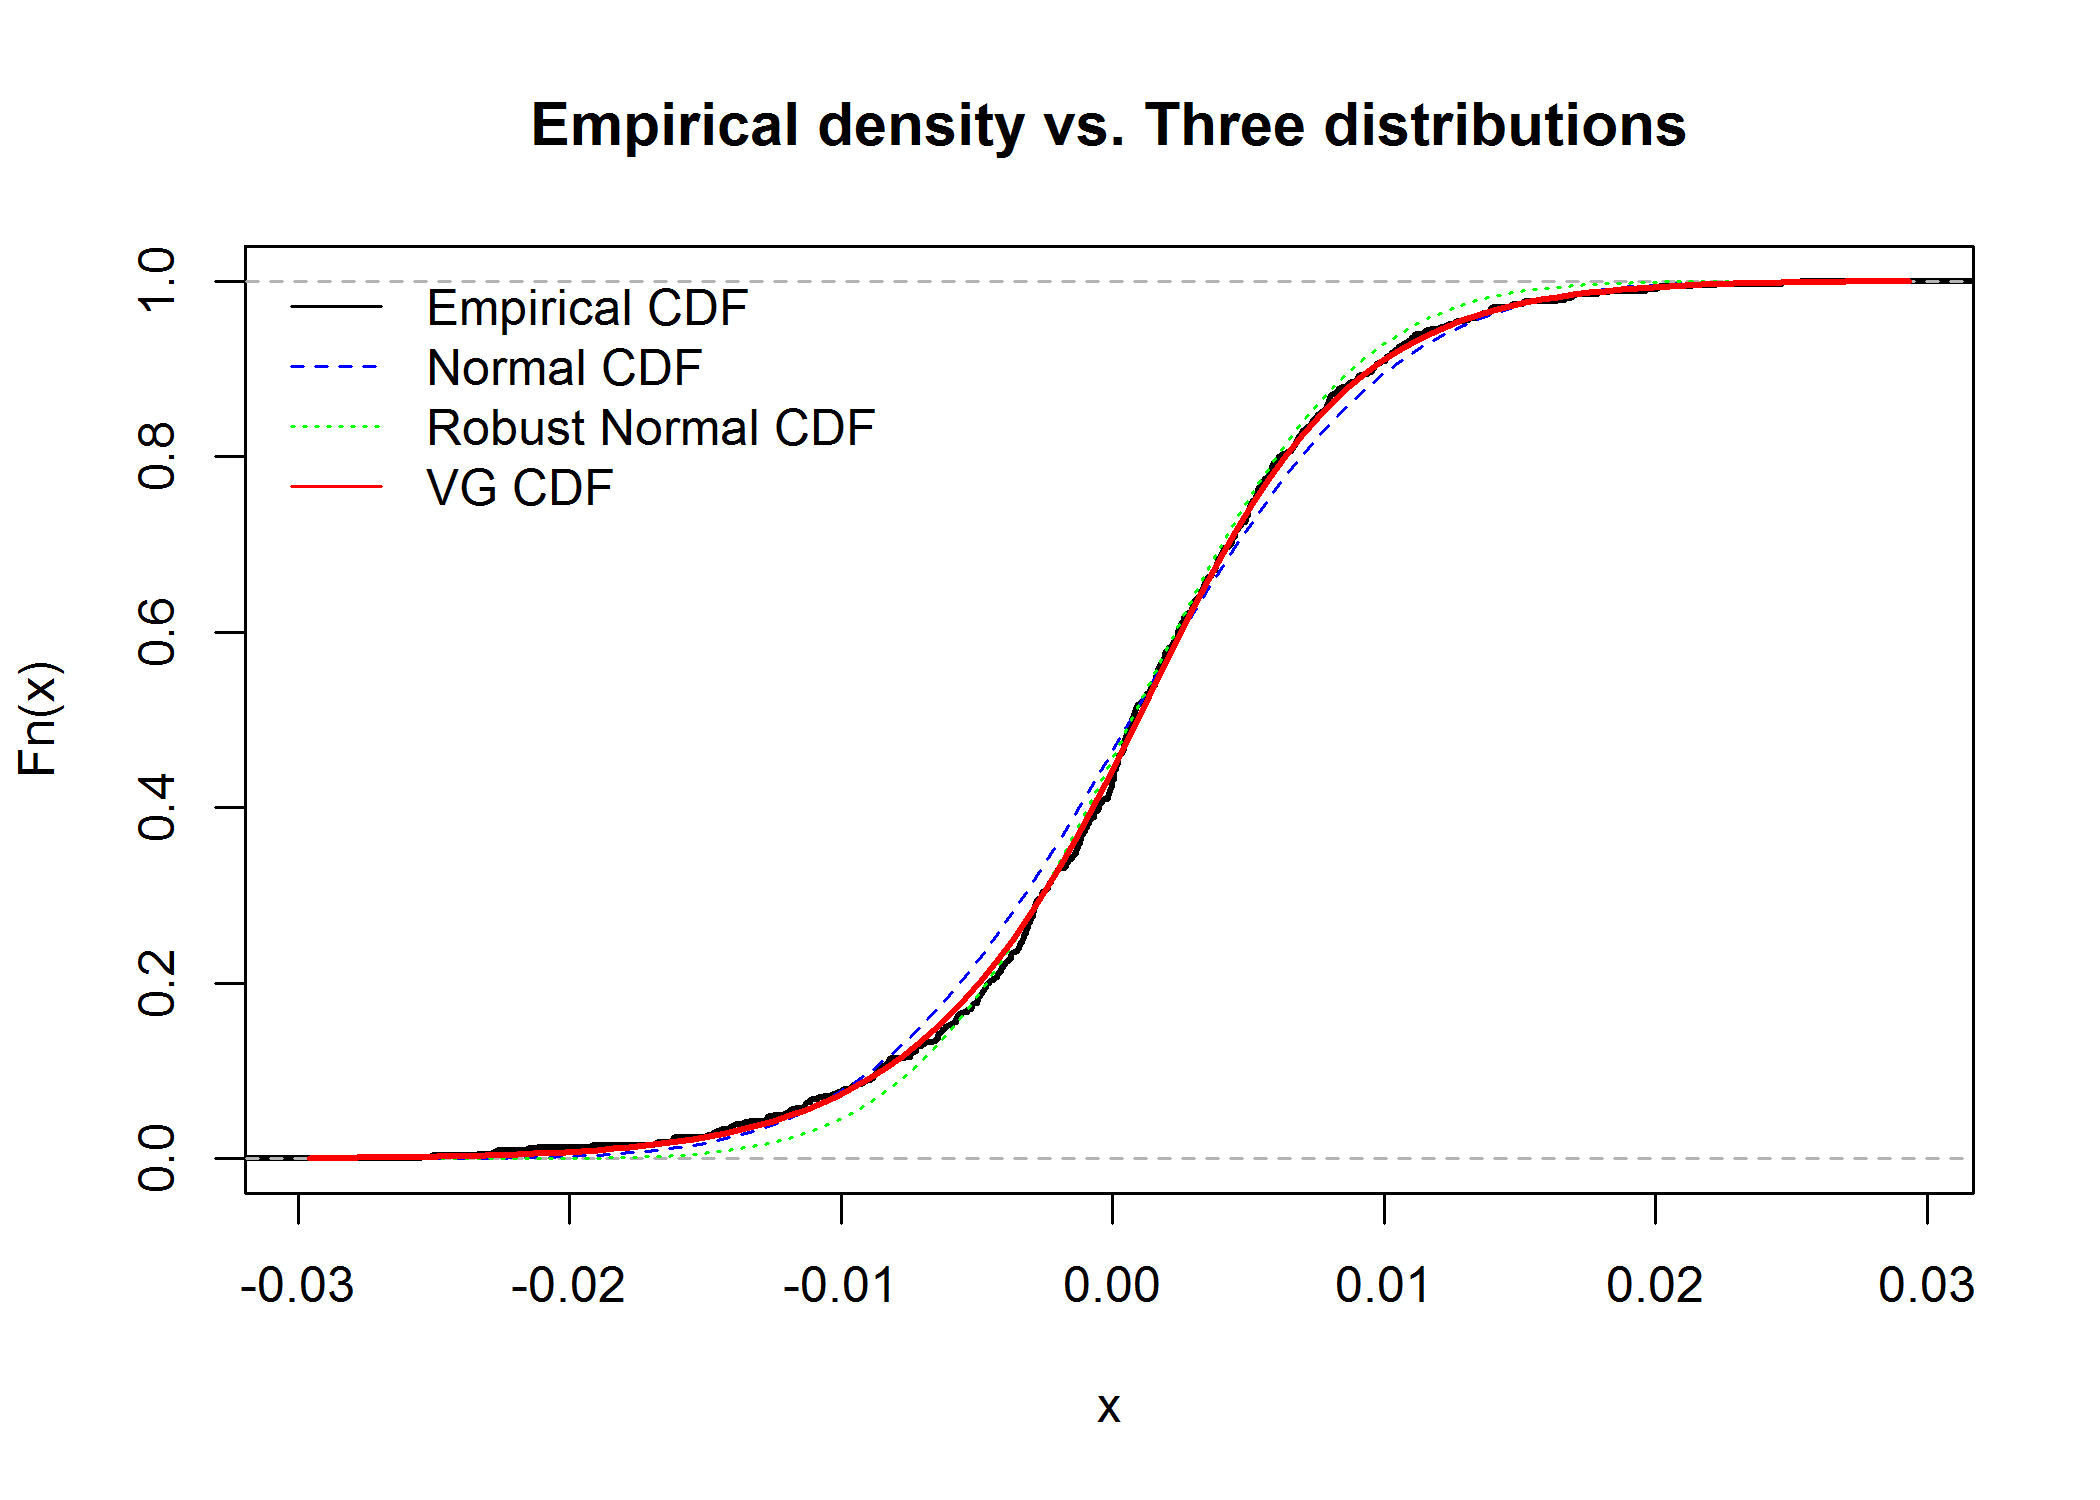 Empirical density vs. Three distributions
Empirical CDF
Normal CDF
Robust Normal CDF
VG CDF
Fn(x)
1.0
0.8
0.6
0.4
0.2
0.0
-0.03 -0.02 -0.01 0.00 0.01 0.02 0.03
x